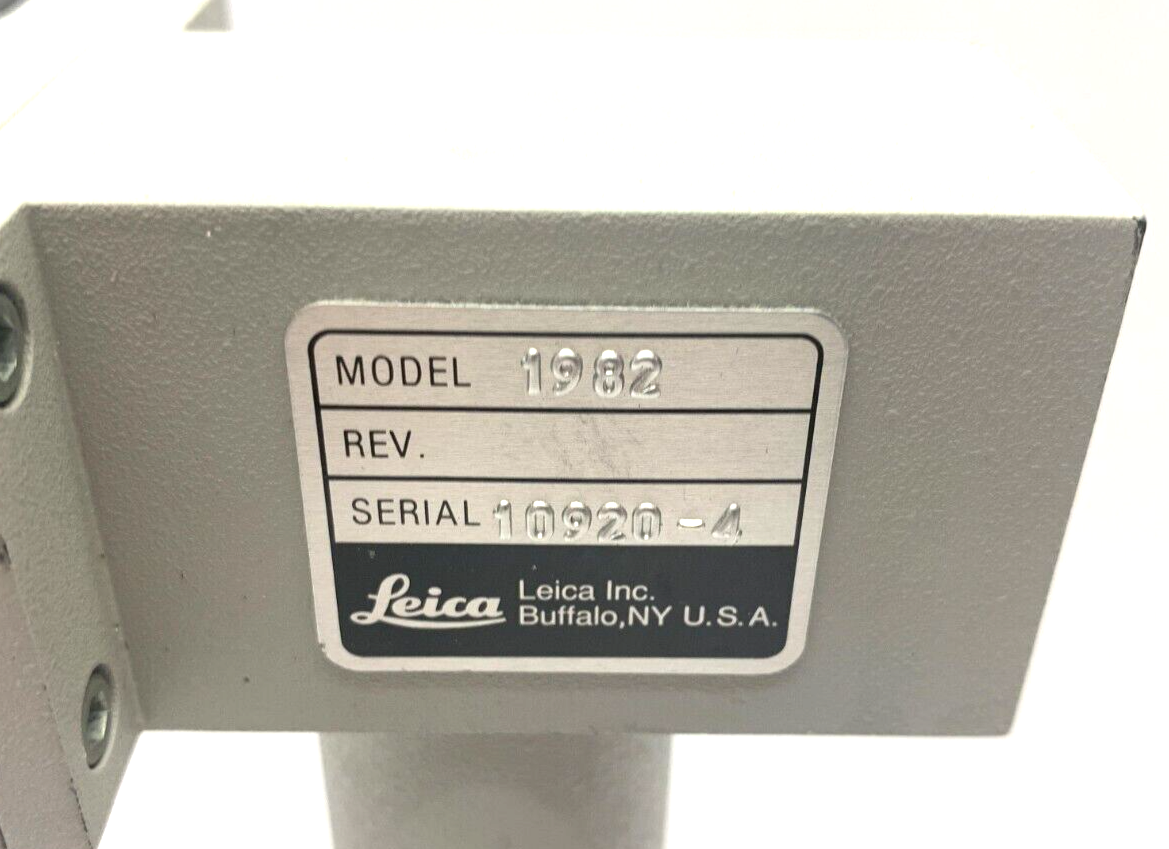 MODEL 1982
REV.
SERIAL 10920-4
Leica Leica Inc.
Buffalo,NY U.S.A.